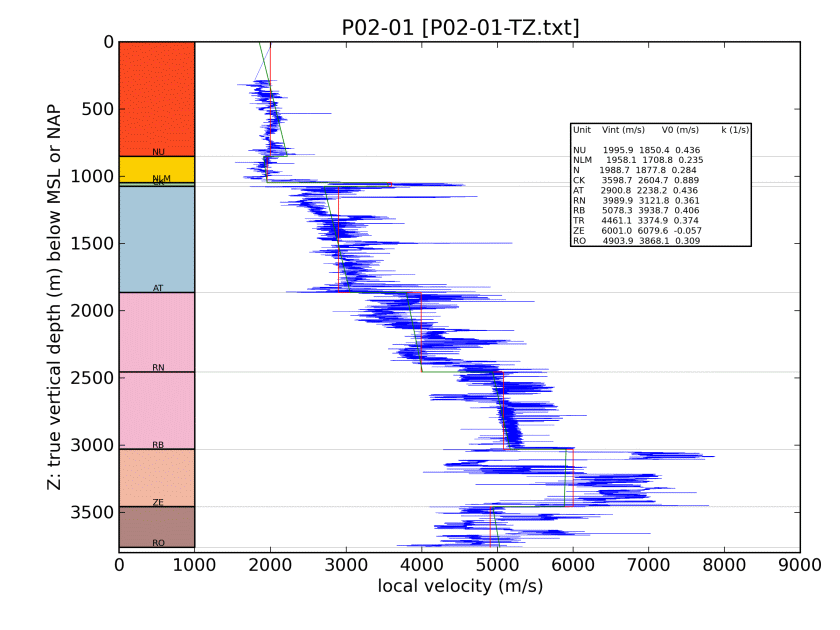 P02-01 [P02-01-TZ.txt]
Z: true vertical depth (m) below MSL or NAP
0
500
1000
1500
2000
2500
3000
3500
NU
NLM
CK
AT
RN
RB
ZE
RO
Unit Vint (m/s) V0 (m/s) k (1/s)
NU 1995.9 1850.4 0.436
NLM 1958.1 1708.8 0.235
N 1988.7 1877.8 0.284
CK 3598.7 2604.7 0.889
AT 2900.8 2238.2 0.436
RN 3989.9 3121.8 0.361
RB 5078.3 3938.7 0.406
TR 4461.1 3374.9 0.374
ZE 6001.0 6079.6 -0.057
RO 4903.9 3868.1 0.309
0 1000 2000 3000 4000 5000 6000 7000 8000 9000
local velocity (m/s)